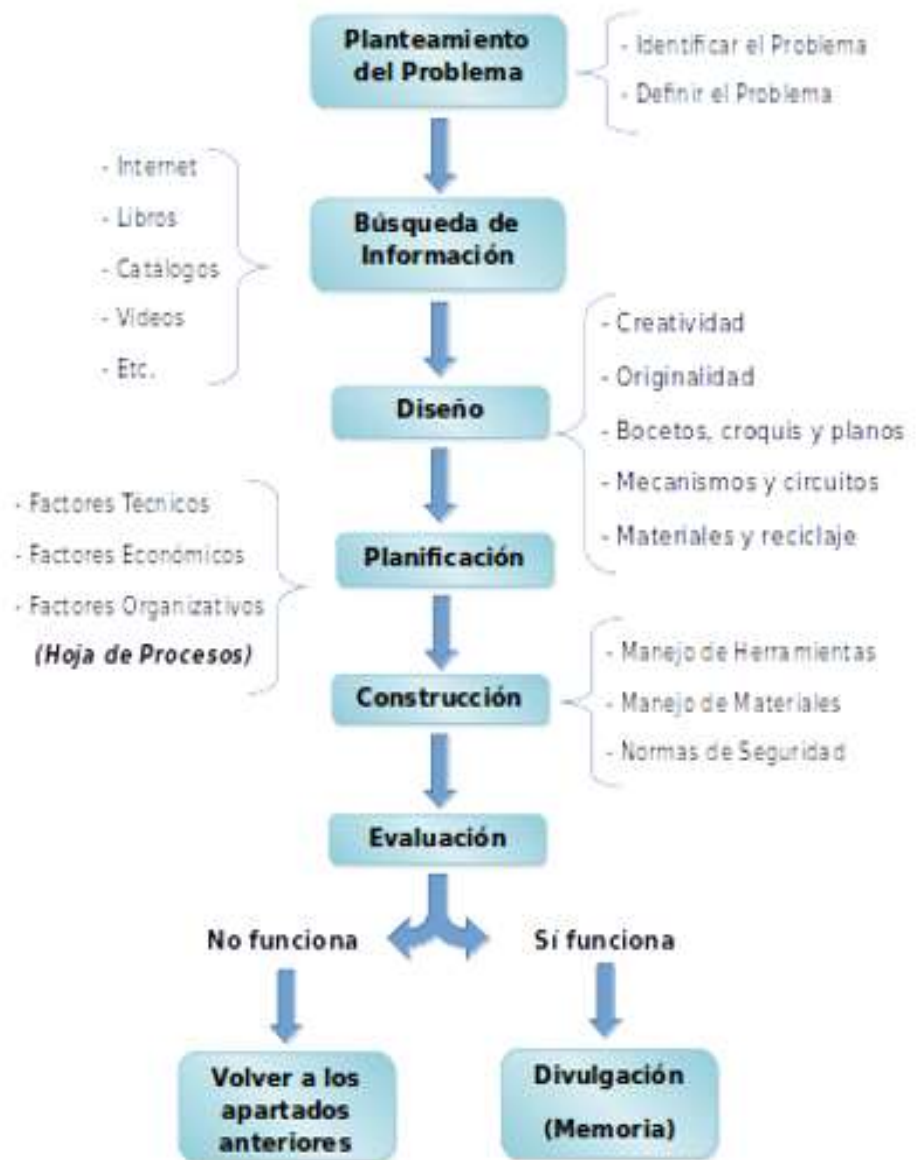 Planteamiento
del Problema
- Identificar el Problema
- Definir el Problema
- Internet
- Libros
- Catálogos
- Vídeos
- Etc.
Búsqueda de
Información
- Creatividad
- Originalidad
- Bocetos, croquis y planos
- Mecanismos y circuitos
- Materiales y reciclaje
Diseño
- Factores Técnicos
- Factores Económicos
- Factores Organizativos
(Hoja de Procesos)
Planificación
Construcción
- Manejo de Herramientas
- Manejo de Materiales
- Normas de Seguridad
Evaluación
No funciona
Sí funciona
Volver a los
apartados
anteriores
Divulgación
(Memoria)